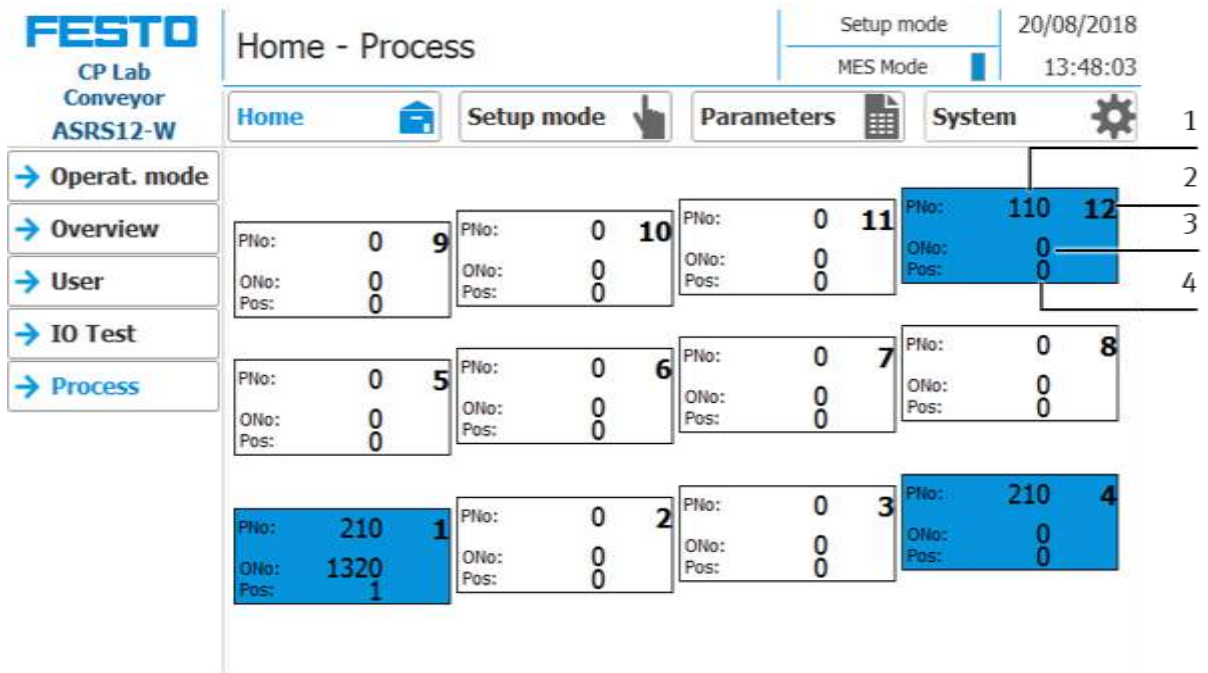 FESTO
CP Lab
Conveyor
ASRS12-W
Home - Process
Setup mode
MES Mode
20/08/2018
13:48:03
Home
Setup mode
Parameters
System
Operat. mode
Overview
User
IO Test
Process
PNo: 0 9
ONo: 0
Pos: 0
PNo: 0 10
ONo: 0
Pos: 0
PNo: 0 11
ONo: 0
Pos: 0
PNo: 110 12
ONo: 0
Pos: 0
1
2
3
4
PNo: 0 5
ONo: 0
Pos: 0
PNo: 0 6
ONo: 0
Pos: 0
PNo: 0 7
ONo: 0
Pos: 0
PNo: 0 8
ONo: 0
Pos: 0
PNo: 210 1
ONo: 1320
Pos: 1
PNo: 0 2
ONo: 0
Pos: 0
PNo: 0 3
ONo: 0
Pos: 0
PNo: 210 4
ONo: 0
Pos: 0